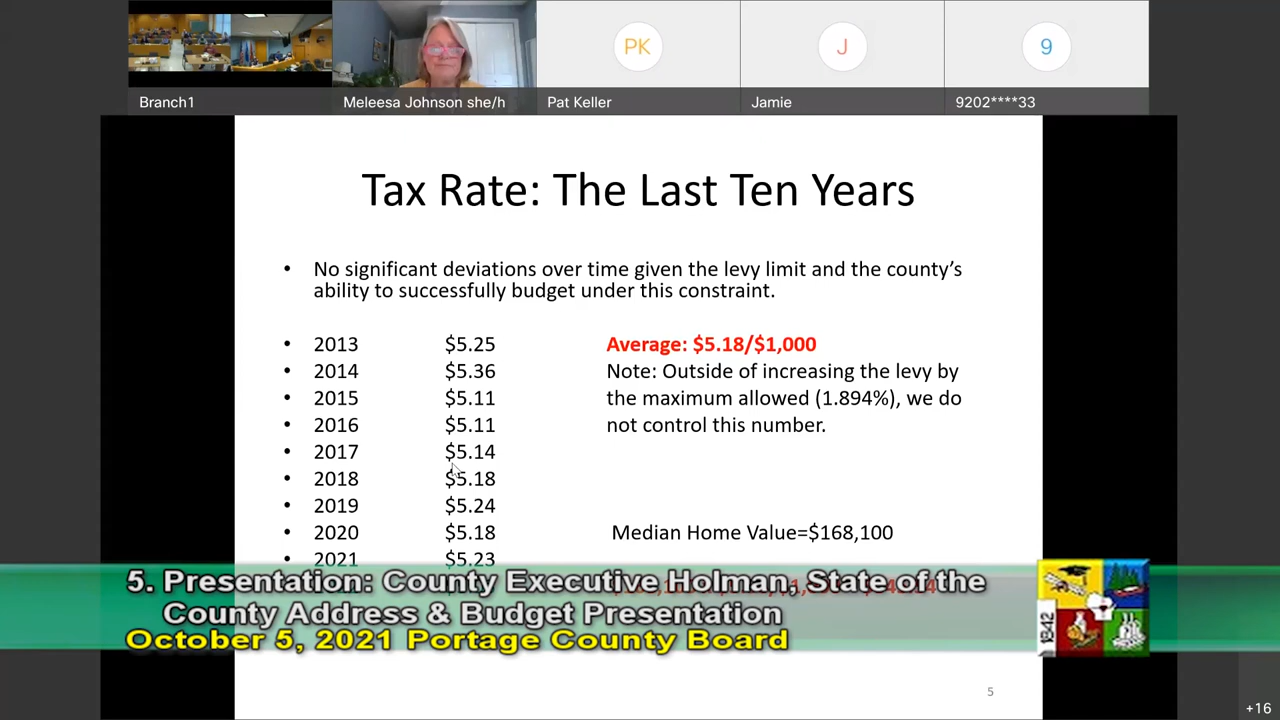 Branch1
Meleesa Johnson she/h
PK
Pat Keller
J
Jamie
9
9202****33
Tax Rate: The Last Ten Years
• No significant deviations over time given the levy limit and the county's
ability to successfully budget under this constraint.
• 2013 $5.25 Average: $5.18/$1,000
• 2014 $5.36 Note: Outside of increasing the levy by
• 2015 $5.11 the maximum allowed (1.894%), we do
• 2016 $5.11 not control this number.
• 2017 $5.14
• 2018 $5.18
• 2019 $5.24
• 2020 $5.18 Median Home Value=$168,100
• 2021 $5.23
5. Presentation: County Executive Holman, State of the
County Address & Budget Presentation
October 5, 2021 Portage County Board
1842
5
+16